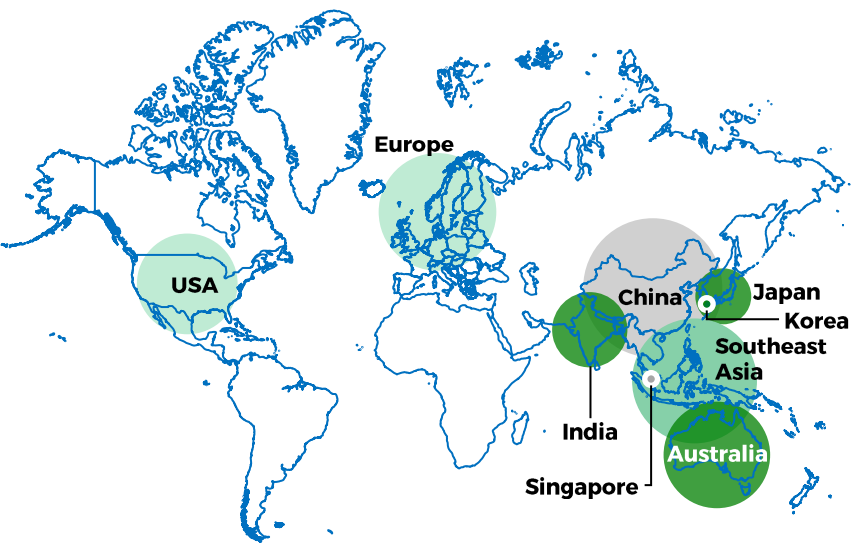 Europe
USA
China
Japan
Korea
Southeast
Asia
India
Australia
Singapore